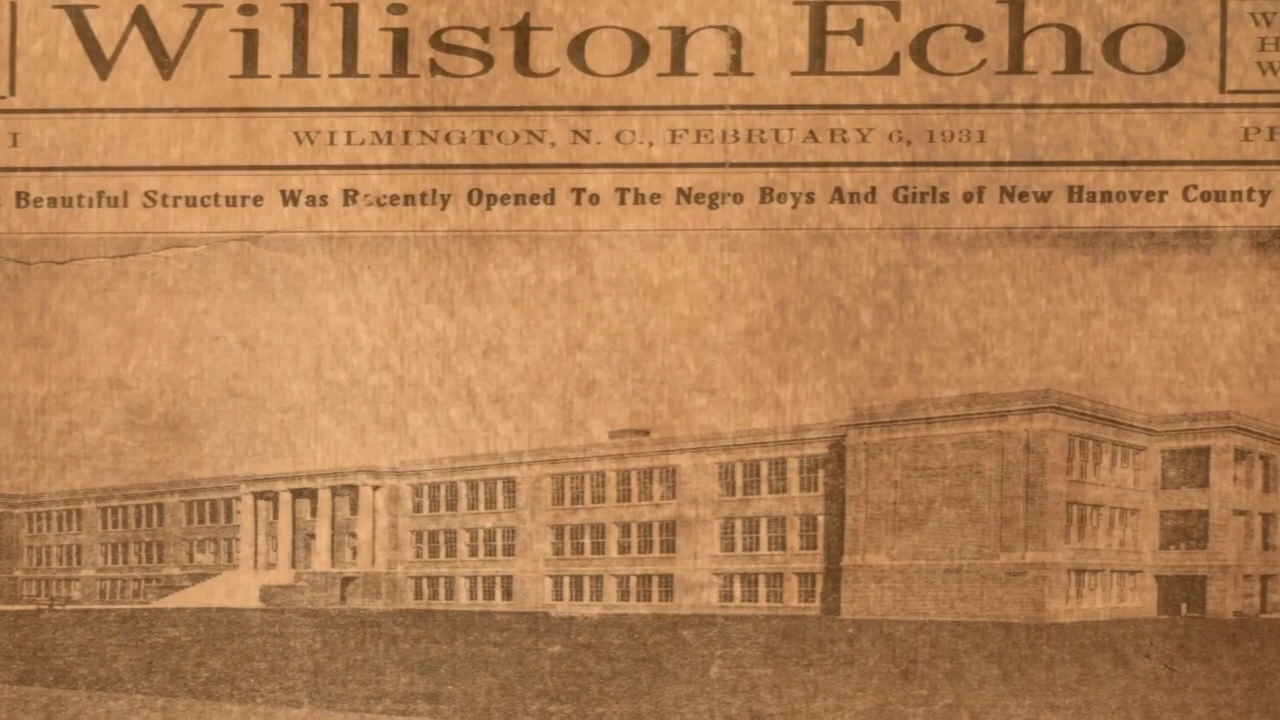 Williston Echo
W
H
W
I
WILMINGTON, N. C., FEBRUARY 6, 1931
Beautiful Structure Was Recently Opened To The Negro Boys And Girls of New Hanover County